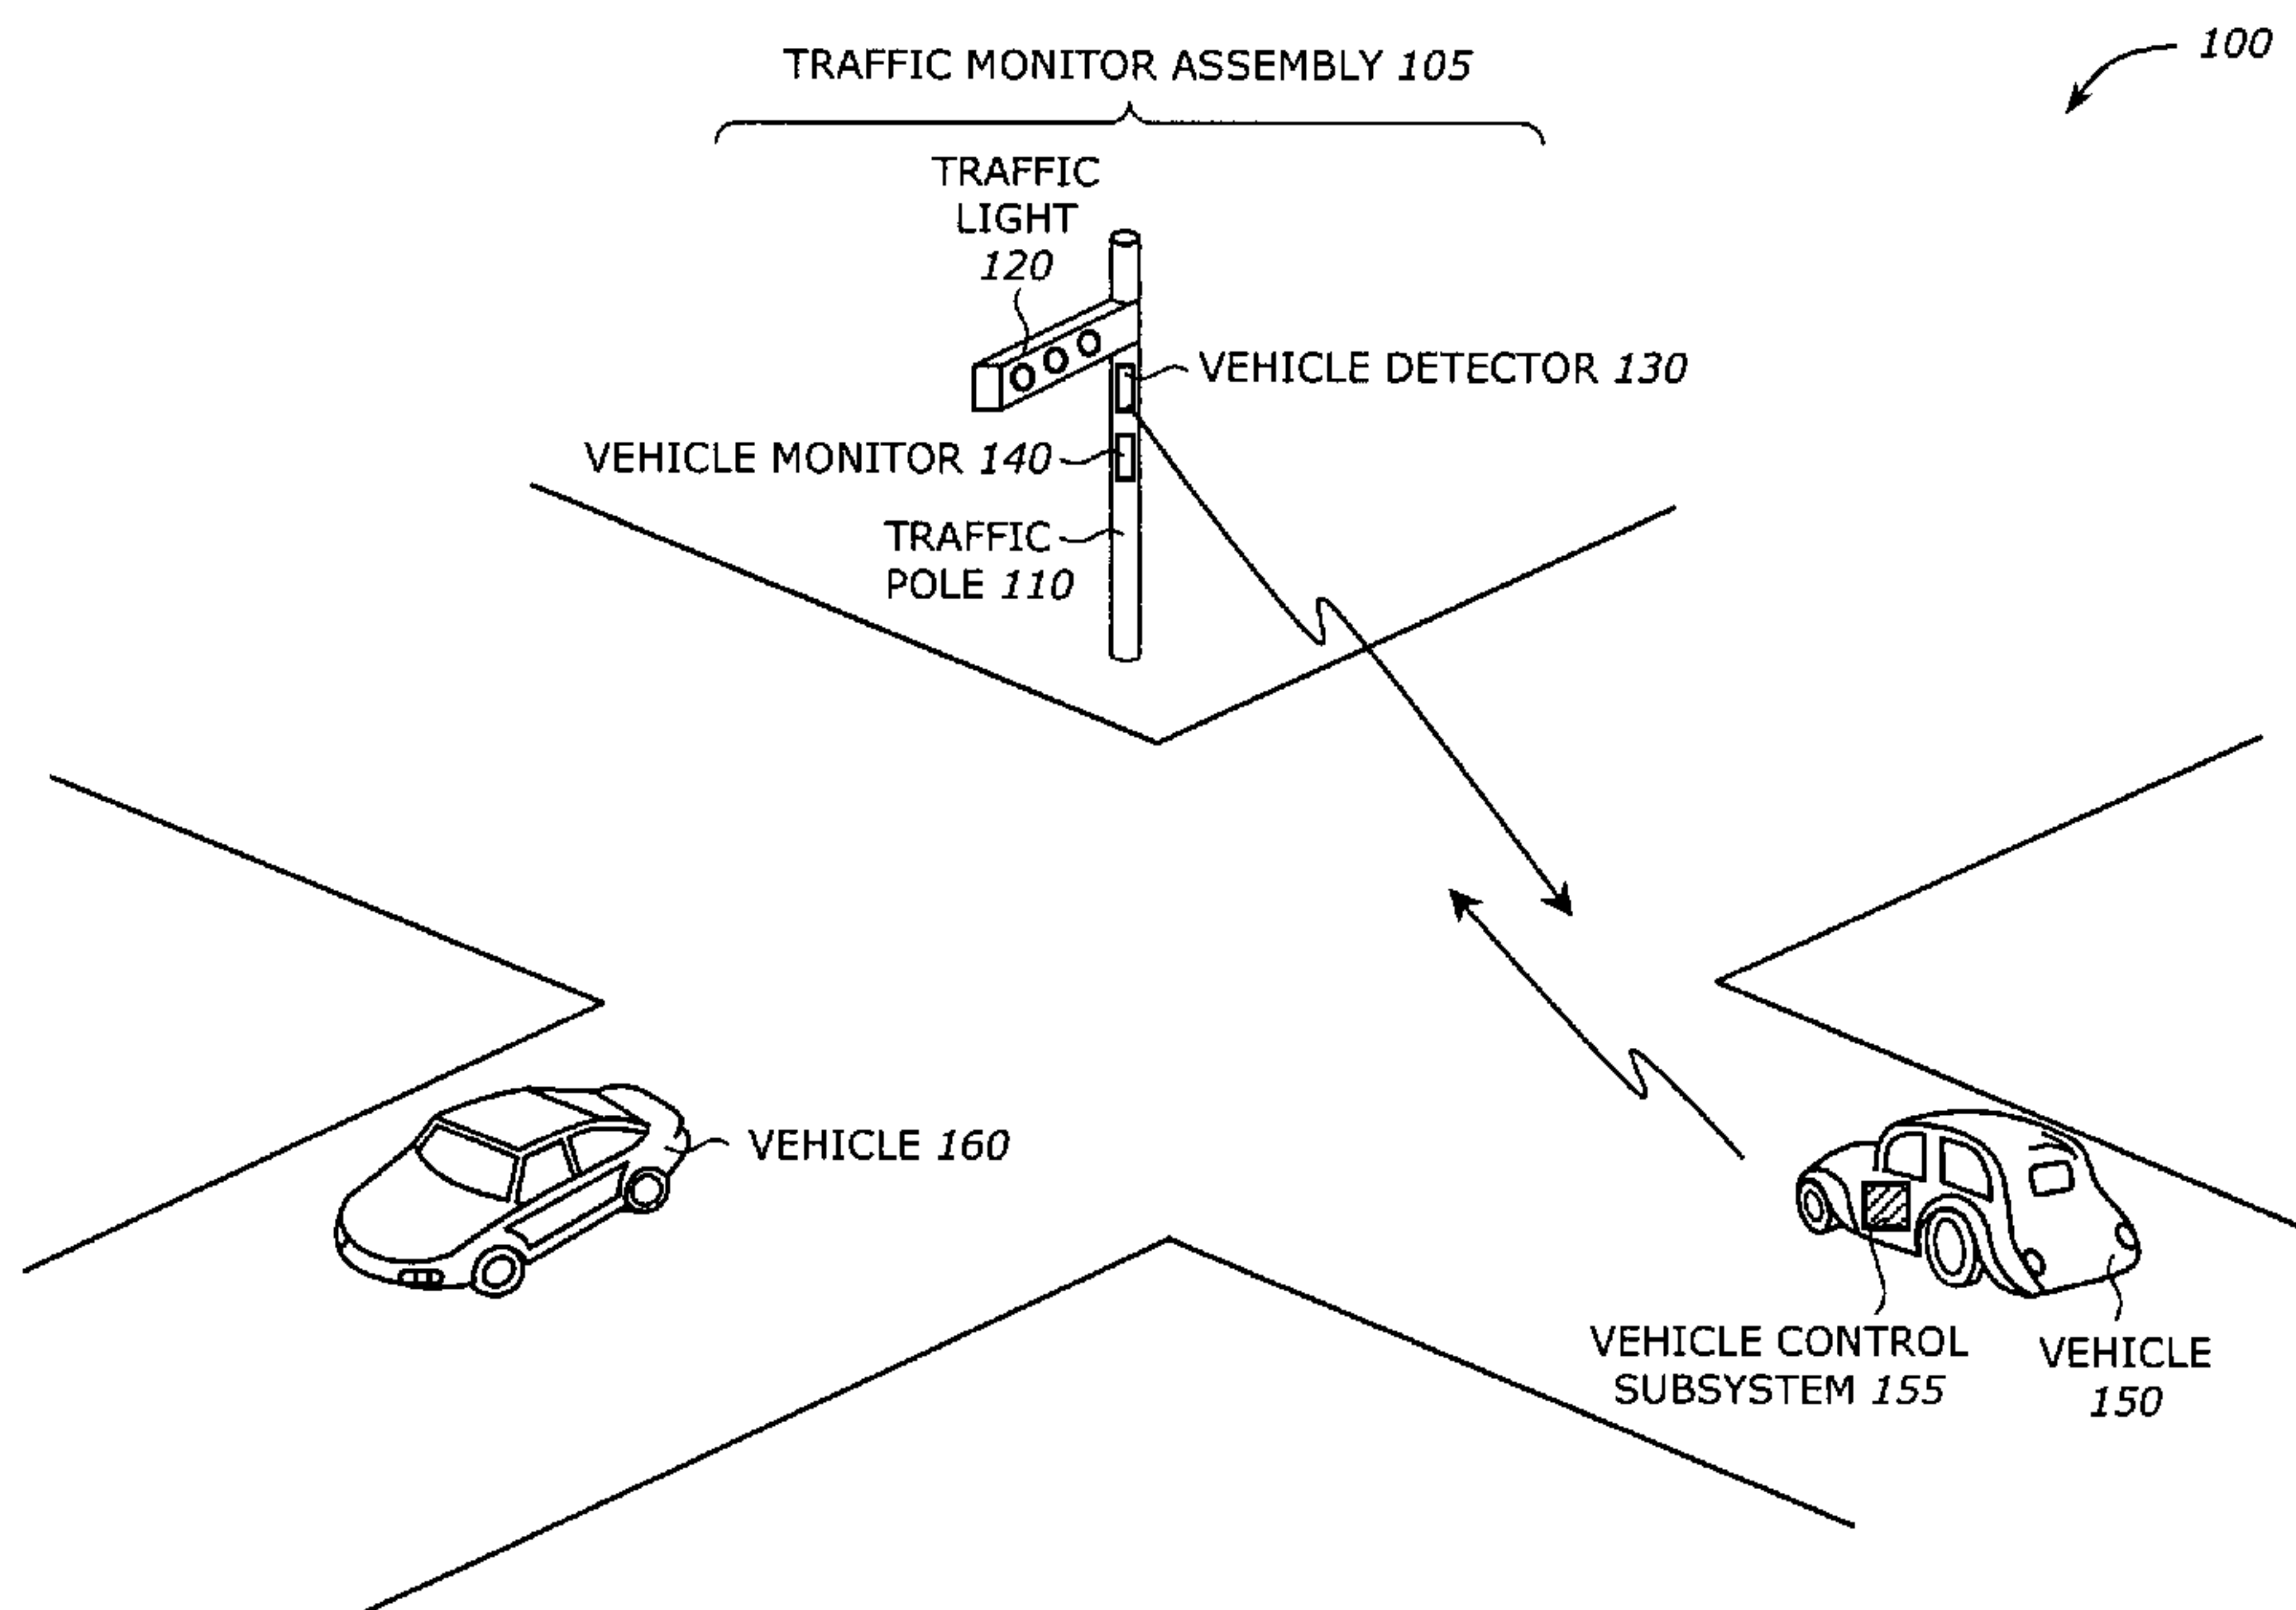 100
TRAFFIC MONITOR ASSEMBLY 105
TRAFFIC
LIGHT
120
VEHICLE DETECTOR 130
VEHICLE MONITOR 140
TRAFFIC
POLE 110
VEHICLE 160
VEHICLE CONTROL
SUBSYSTEM 155
VEHICLE
150